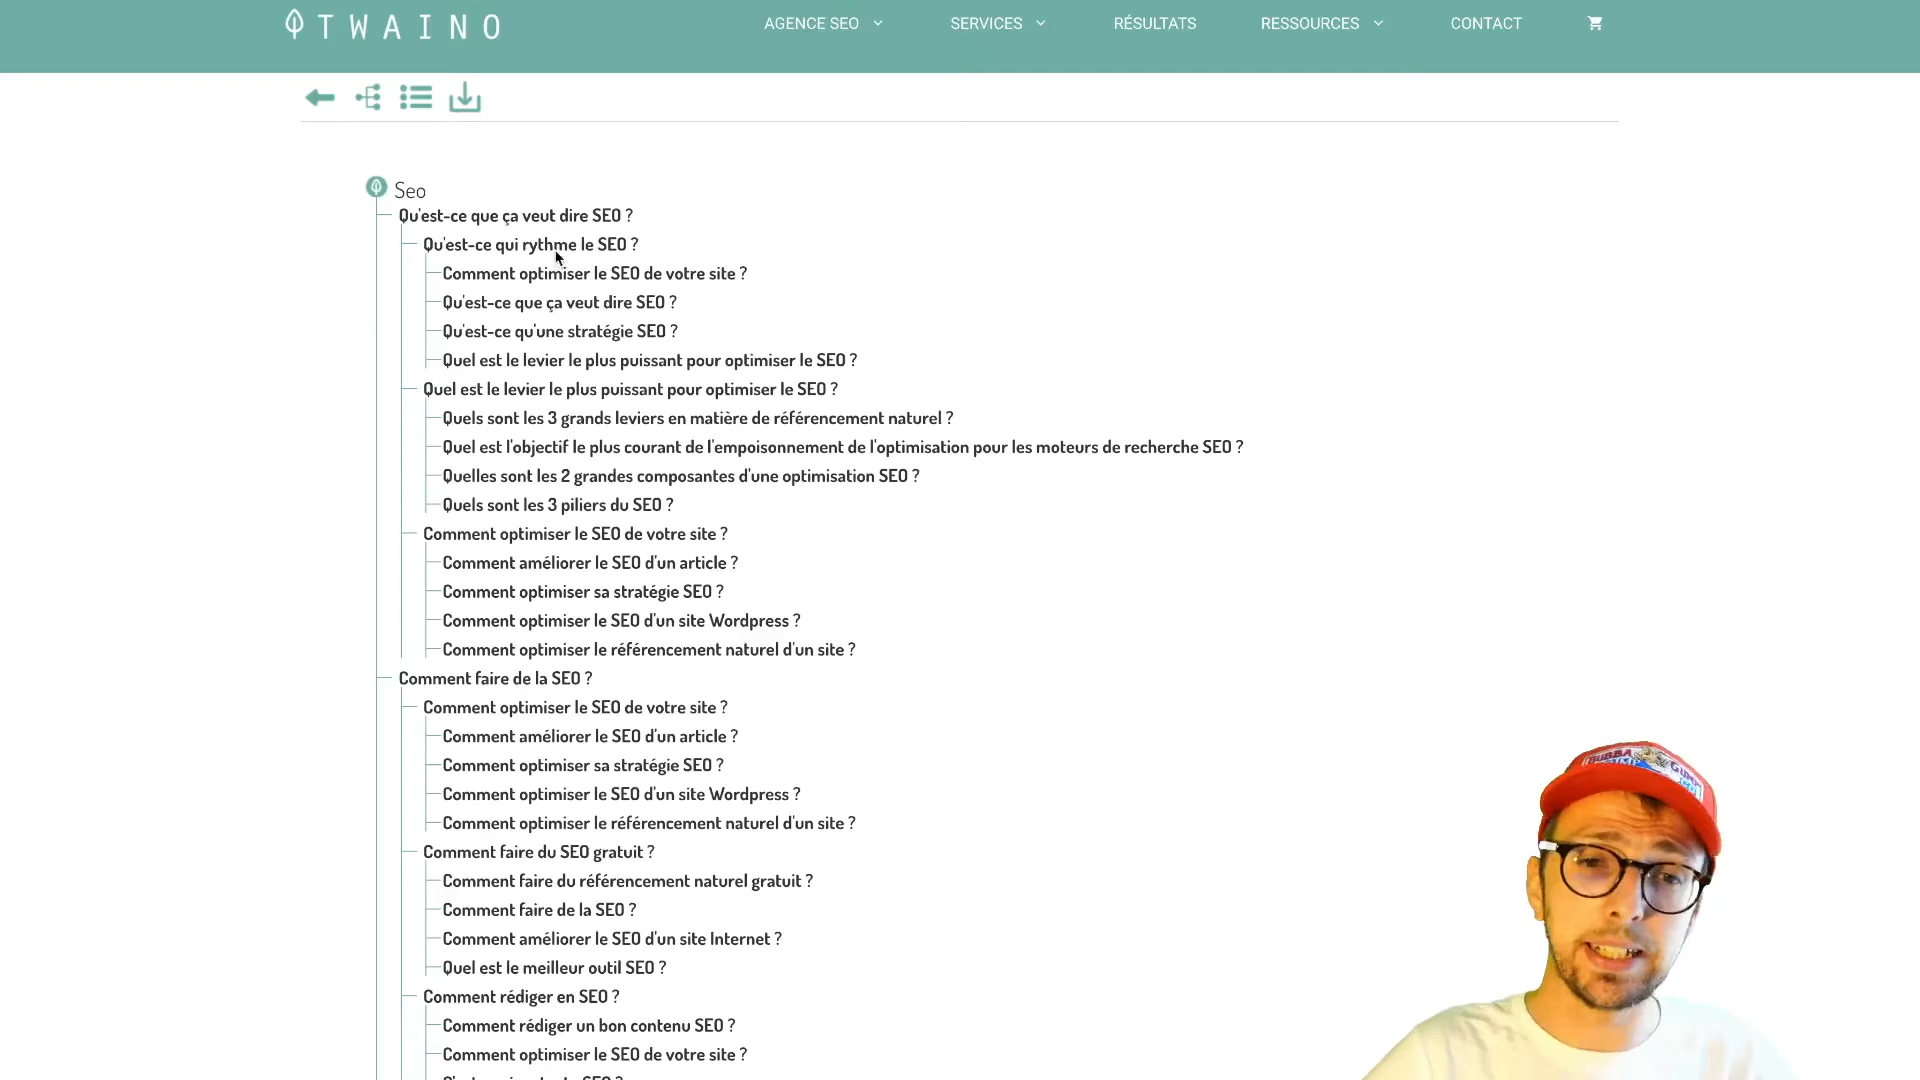 TWAINO
AGENCE SEO
SERVICES
RÉSULTATS
RESSOURCES
CONTACT
Seo
Qu'est-ce que ça veut dire SEO ?
Qu'est-ce qui rythme le SEO ?
Comment optimiser le SEO de votre site ?
Qu'est-ce que ça veut dire SEO ?
Qu'est-ce qu'une stratégie SEO ?
Quel est le levier le plus puissant pour optimiser le SEO ?
Quel est le levier le plus puissant pour optimiser le SEO ?
Quels sont les 3 grands leviers en matière de référencement naturel ?
Quel est l'objectif le plus courant de l'empoisonnement de l'optimisation pour les moteurs de recherche SEO ?
Quelles sont les 2 grandes composantes d'une optimisation SEO ?
Quels sont les 3 piliers du SEO ?
Comment optimiser le SEO de votre site ?
Comment améliorer le SEO d'un article ?
Comment optimiser sa stratégie SEO ?
Comment optimiser le SEO d'un site Wordpress ?
Comment optimiser le référencement naturel d'un site ?
Comment faire de la SEO ?
Comment optimiser le SEO de votre site ?
Comment améliorer le SEO d'un article ?
Comment optimiser sa stratégie SEO ?
Comment optimiser le SEO d'un site Wordpress ?
Comment optimiser le référencement naturel d'un site ?
Comment faire du SEO gratuit ?
Comment faire du référencement naturel gratuit ?
Comment faire de la SEO ?
Comment améliorer le SEO d'un site Internet ?
Quel est le meilleur outil SEO ?
Comment rédiger en SEO ?
Comment rédiger un bon contenu SEO ?
Comment optimiser le SEO de votre site ?
BUBBA